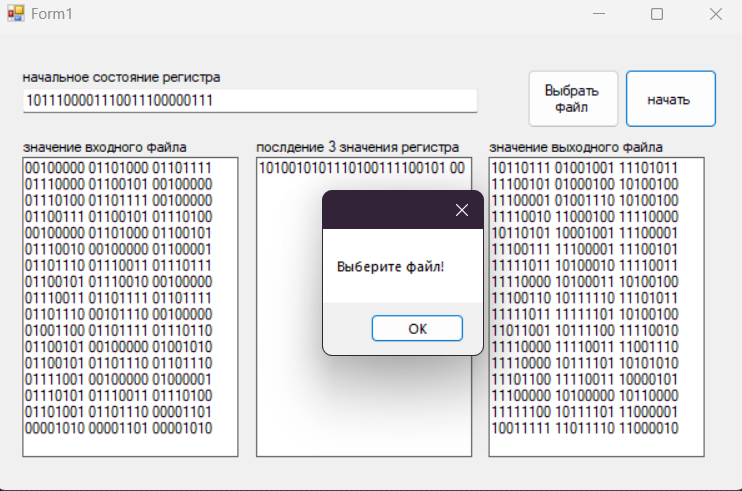 Form1
начальное состояние регистра
10111000011100111000000111
Выбрать
файл
начать
значение входного файла
00100000 01101000 01101111
01110000 01100101 00100000
01110100 01101111 00100000
01100111 01100101 01110100
00100000 01101000 01100101
01110010 00100000 01100001
01101110 01110011 01110111
01100101 01110010 00100000
01110011 01101111 01101111
01101110 00101110 00100000
01001100 01101111 01110110
01100101 00100000 01001010
01100101 01101110 01101110
01111001 00100000 01000001
01110101 01110011 01110100
01101001 01101110 00001101
00001010 00001101 00001010
послдение 3 значения регистра
1010010101110100111100101 00
значение выходного файла
10110111 01001001 11101011
11100101 01000100 10100100
11100001 01001110 10100100
11110010 11000100 11110000
10110101 10001001 11100001
11100111 11100001 11100101
11111011 10100010 11110011
11110000 10100011 10100100
11100110 10111110 11101011
11111011 11111101 10100100
11011001 10111100 11110010
11110000 11110011 11001110
11110000 10111101 10101010
11101100 11110011 10000101
11100000 10100000 10110000
11111100 10111101 11000001
10011111 11011110 11000010
Выберите файл!
OK